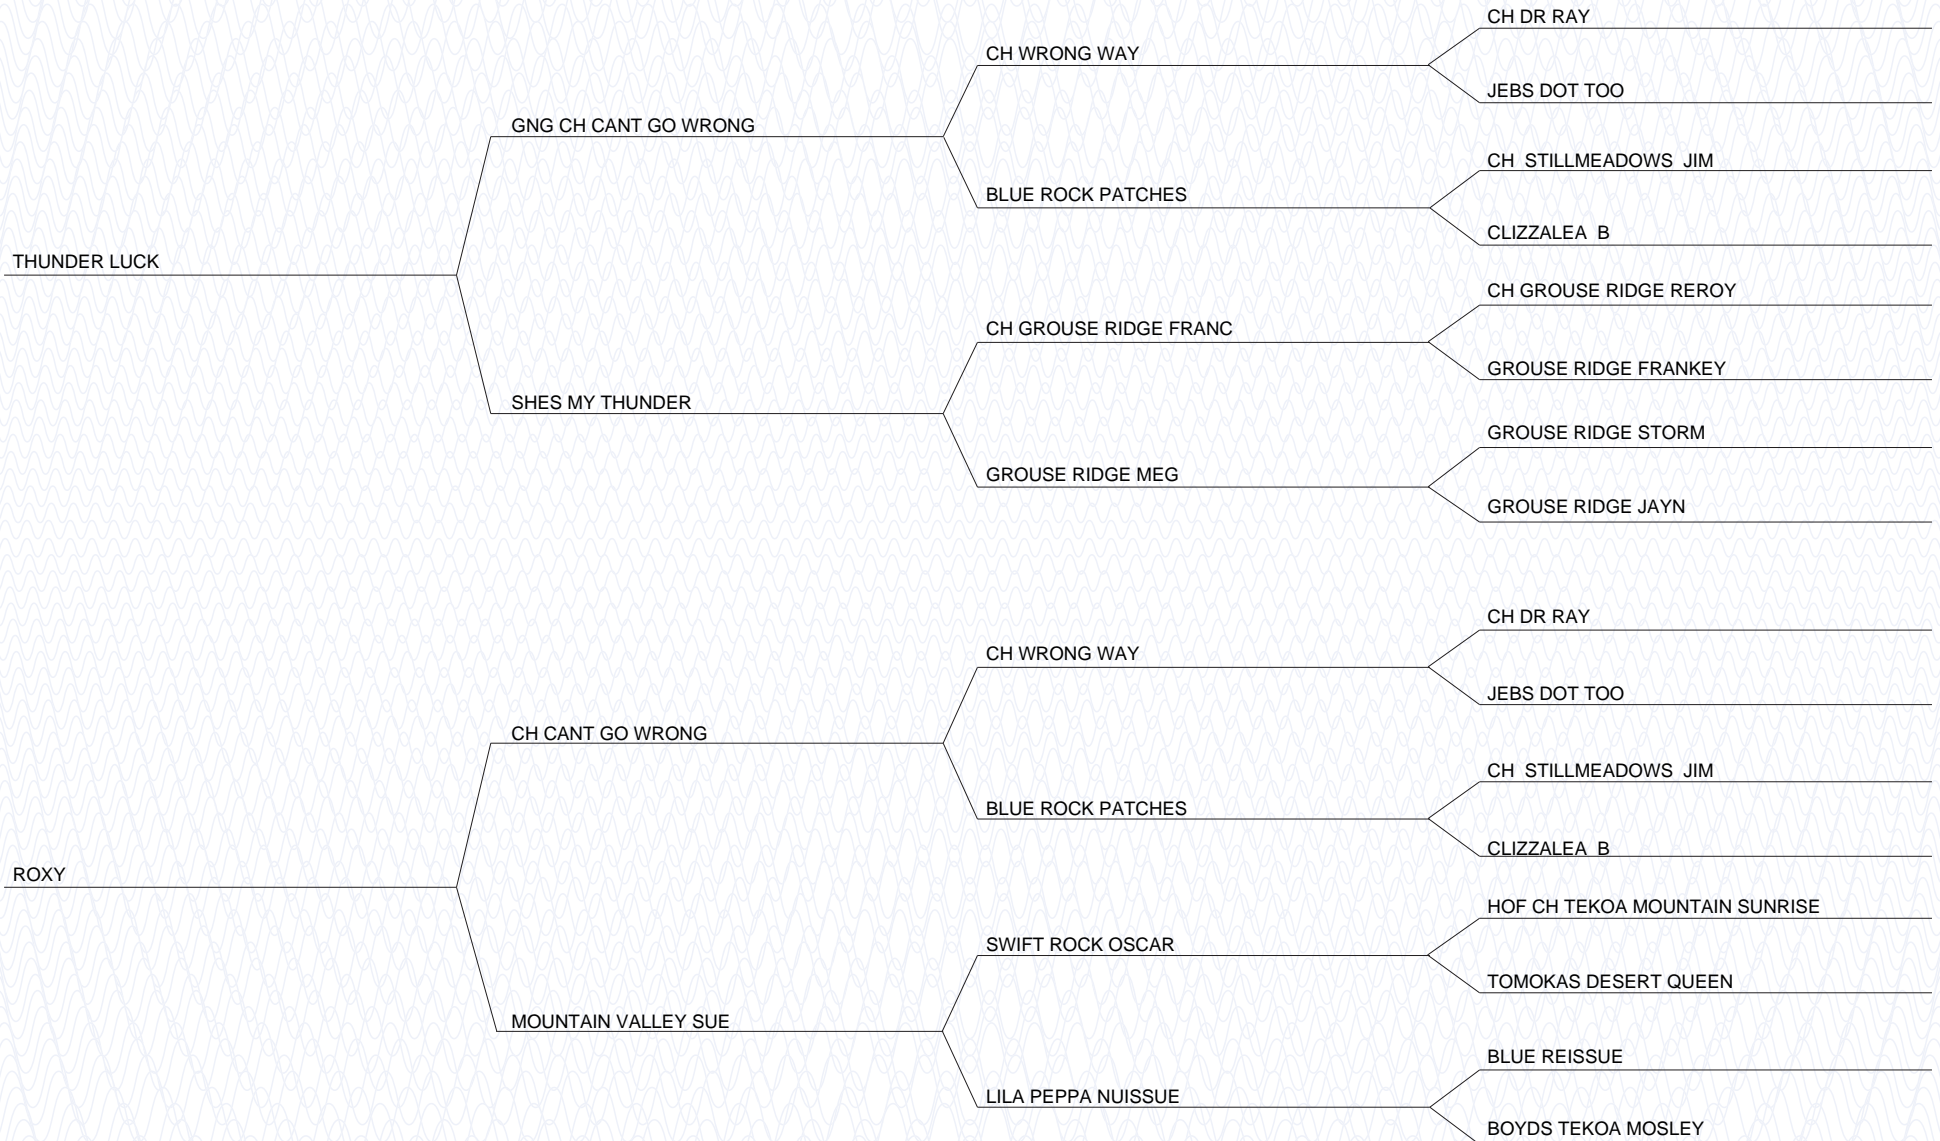 CH DR RAY
CH WRONG WAY
JEBS DOT TOO
GNG CH CANT GO WRONG
CH  STILLMEADOWS  JIM
BLUE ROCK PATCHES
CLIZZALEA  B
THUNDER LUCK
CH GROUSE RIDGE REROY
CH GROUSE RIDGE FRANC
GROUSE RIDGE FRANKEY
SHES MY THUNDER
GROUSE RIDGE STORM
GROUSE RIDGE MEG
GROUSE RIDGE JAYN
CH DR RAY
CH WRONG WAY
JEBS DOT TOO
CH CANT GO WRONG
CH  STILLMEADOWS  JIM
BLUE ROCK PATCHES
CLIZZALEA  B
ROXY
HOF CH TEKOA MOUNTAIN SUNRISE
SWIFT ROCK OSCAR
TOMOKAS DESERT QUEEN
MOUNTAIN VALLEY SUE
BLUE REISSUE
LILA PEPPA NUISSUE
BOYDS TEKOA MOSLEY